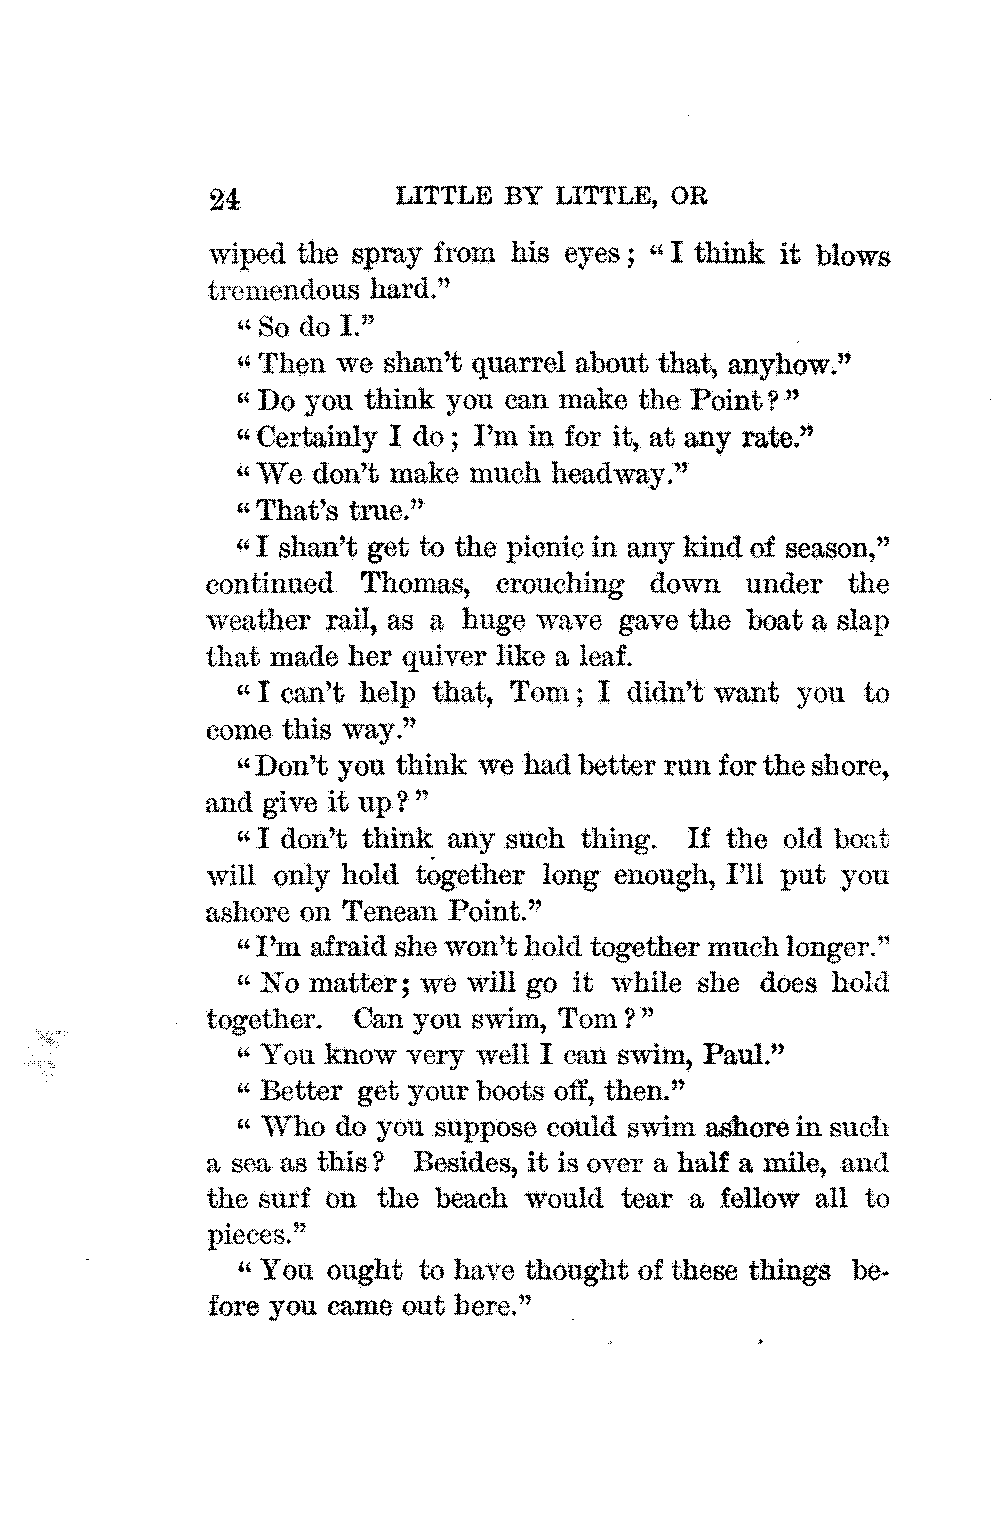 24 LITTLE BY LITTLE, OR
wiped the spray from his eyes; "I think it blows
tremendous hard."
"So do I."
"Then we shan't quarrel about that, anyhow."
"Do you think you can make the Point?"
"Certainly I do; I'm in for it, at any rate."
"We don't make much headway."
"That's true."
"I shan't get to the picnic in any kind of season,"
continued Thomas, crouching down under the
weather rail, as a huge wave gave the boat a slap
that made her quiver like a leaf.
"I can't help that, Tom; I didn't want you to
come this way."
"Don't you think we had better run for the shore,
and give it up?"
"I don't think any such thing. If the old boat
will only hold together long enough, I'll put you
ashore on Tenean Point."
"I'm afraid she won't hold together much longer."
"No matter; we will go it while she does hold
together. Can you swim, Tom?"
"You know very well I can swim, Paul."
"Better get your boots off, then."
"Who do you suppose could swim ashore in such
a sea as this? Besides, it is over a half a mile, and
the surf on the beach would tear a fellow all to
pieces."
"You ought to have thought of these things be-
fore you came out here."